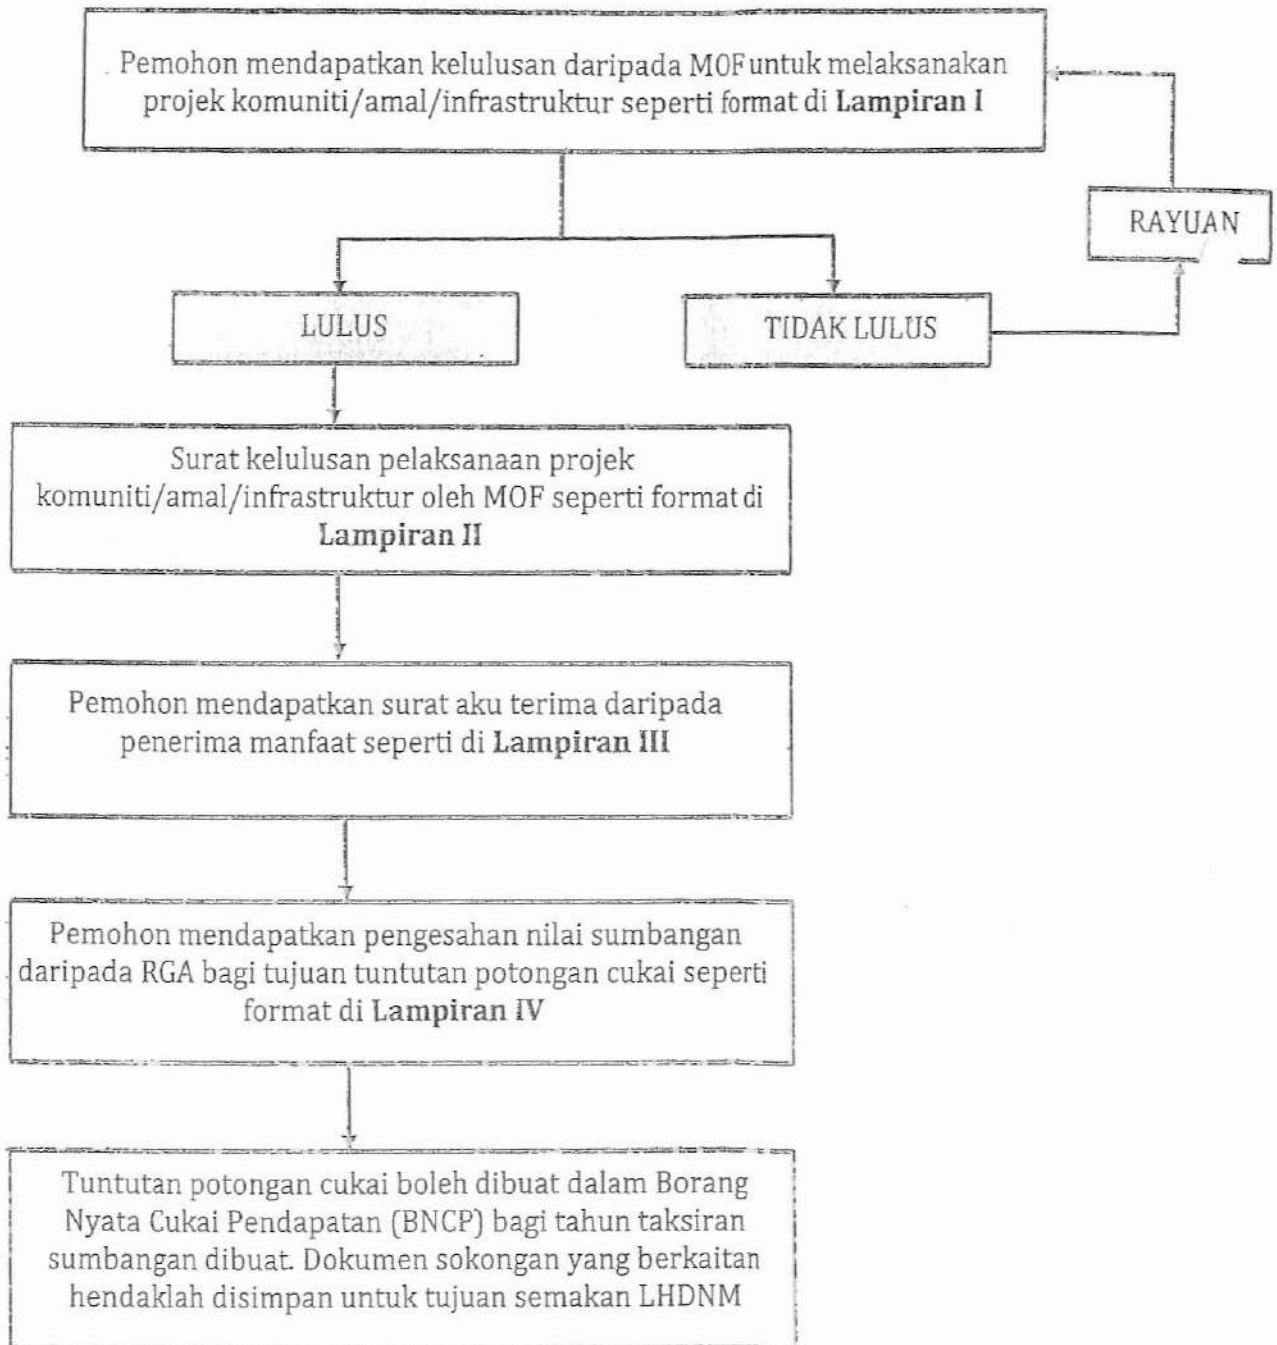 Pemohon mendapatkan kelulusan daripada MOF untuk melaksanakan
projek komuniti/amal/infrastruktur seperti format di Lampiran I
RAYUAN
LULUS
TIDAK LULUS
Surat kelulusan pelaksanaan projek
komuniti/amal/infrastruktur oleh MOF seperti format di
Lampiran II
Pemohon mendapatkan surat aku terima daripada
penerima manfaat seperti di Lampiran III
Pemohon mendapatkan pengesahan nilai sumbangan
daripada RGA bagi tujuan tuntutan potongan cukai seperti
format di Lampiran IV
Tuntutan potongan cukai boleh dibuat dalam Borang
Nyata Cukai Pendapatan (BNCP) bagi tahun taksiran
sumbangan dibuat. Dokumen sokongan yang berkaitan
hendaklah disimpan untuk tujuan semakan LHDNM